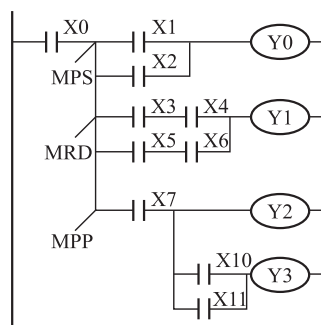 X0 X1 Y0
X2
MPS
X3 X4 Y1
MRD X5 X6
X7 Y2
MPP
X10 Y3
X11